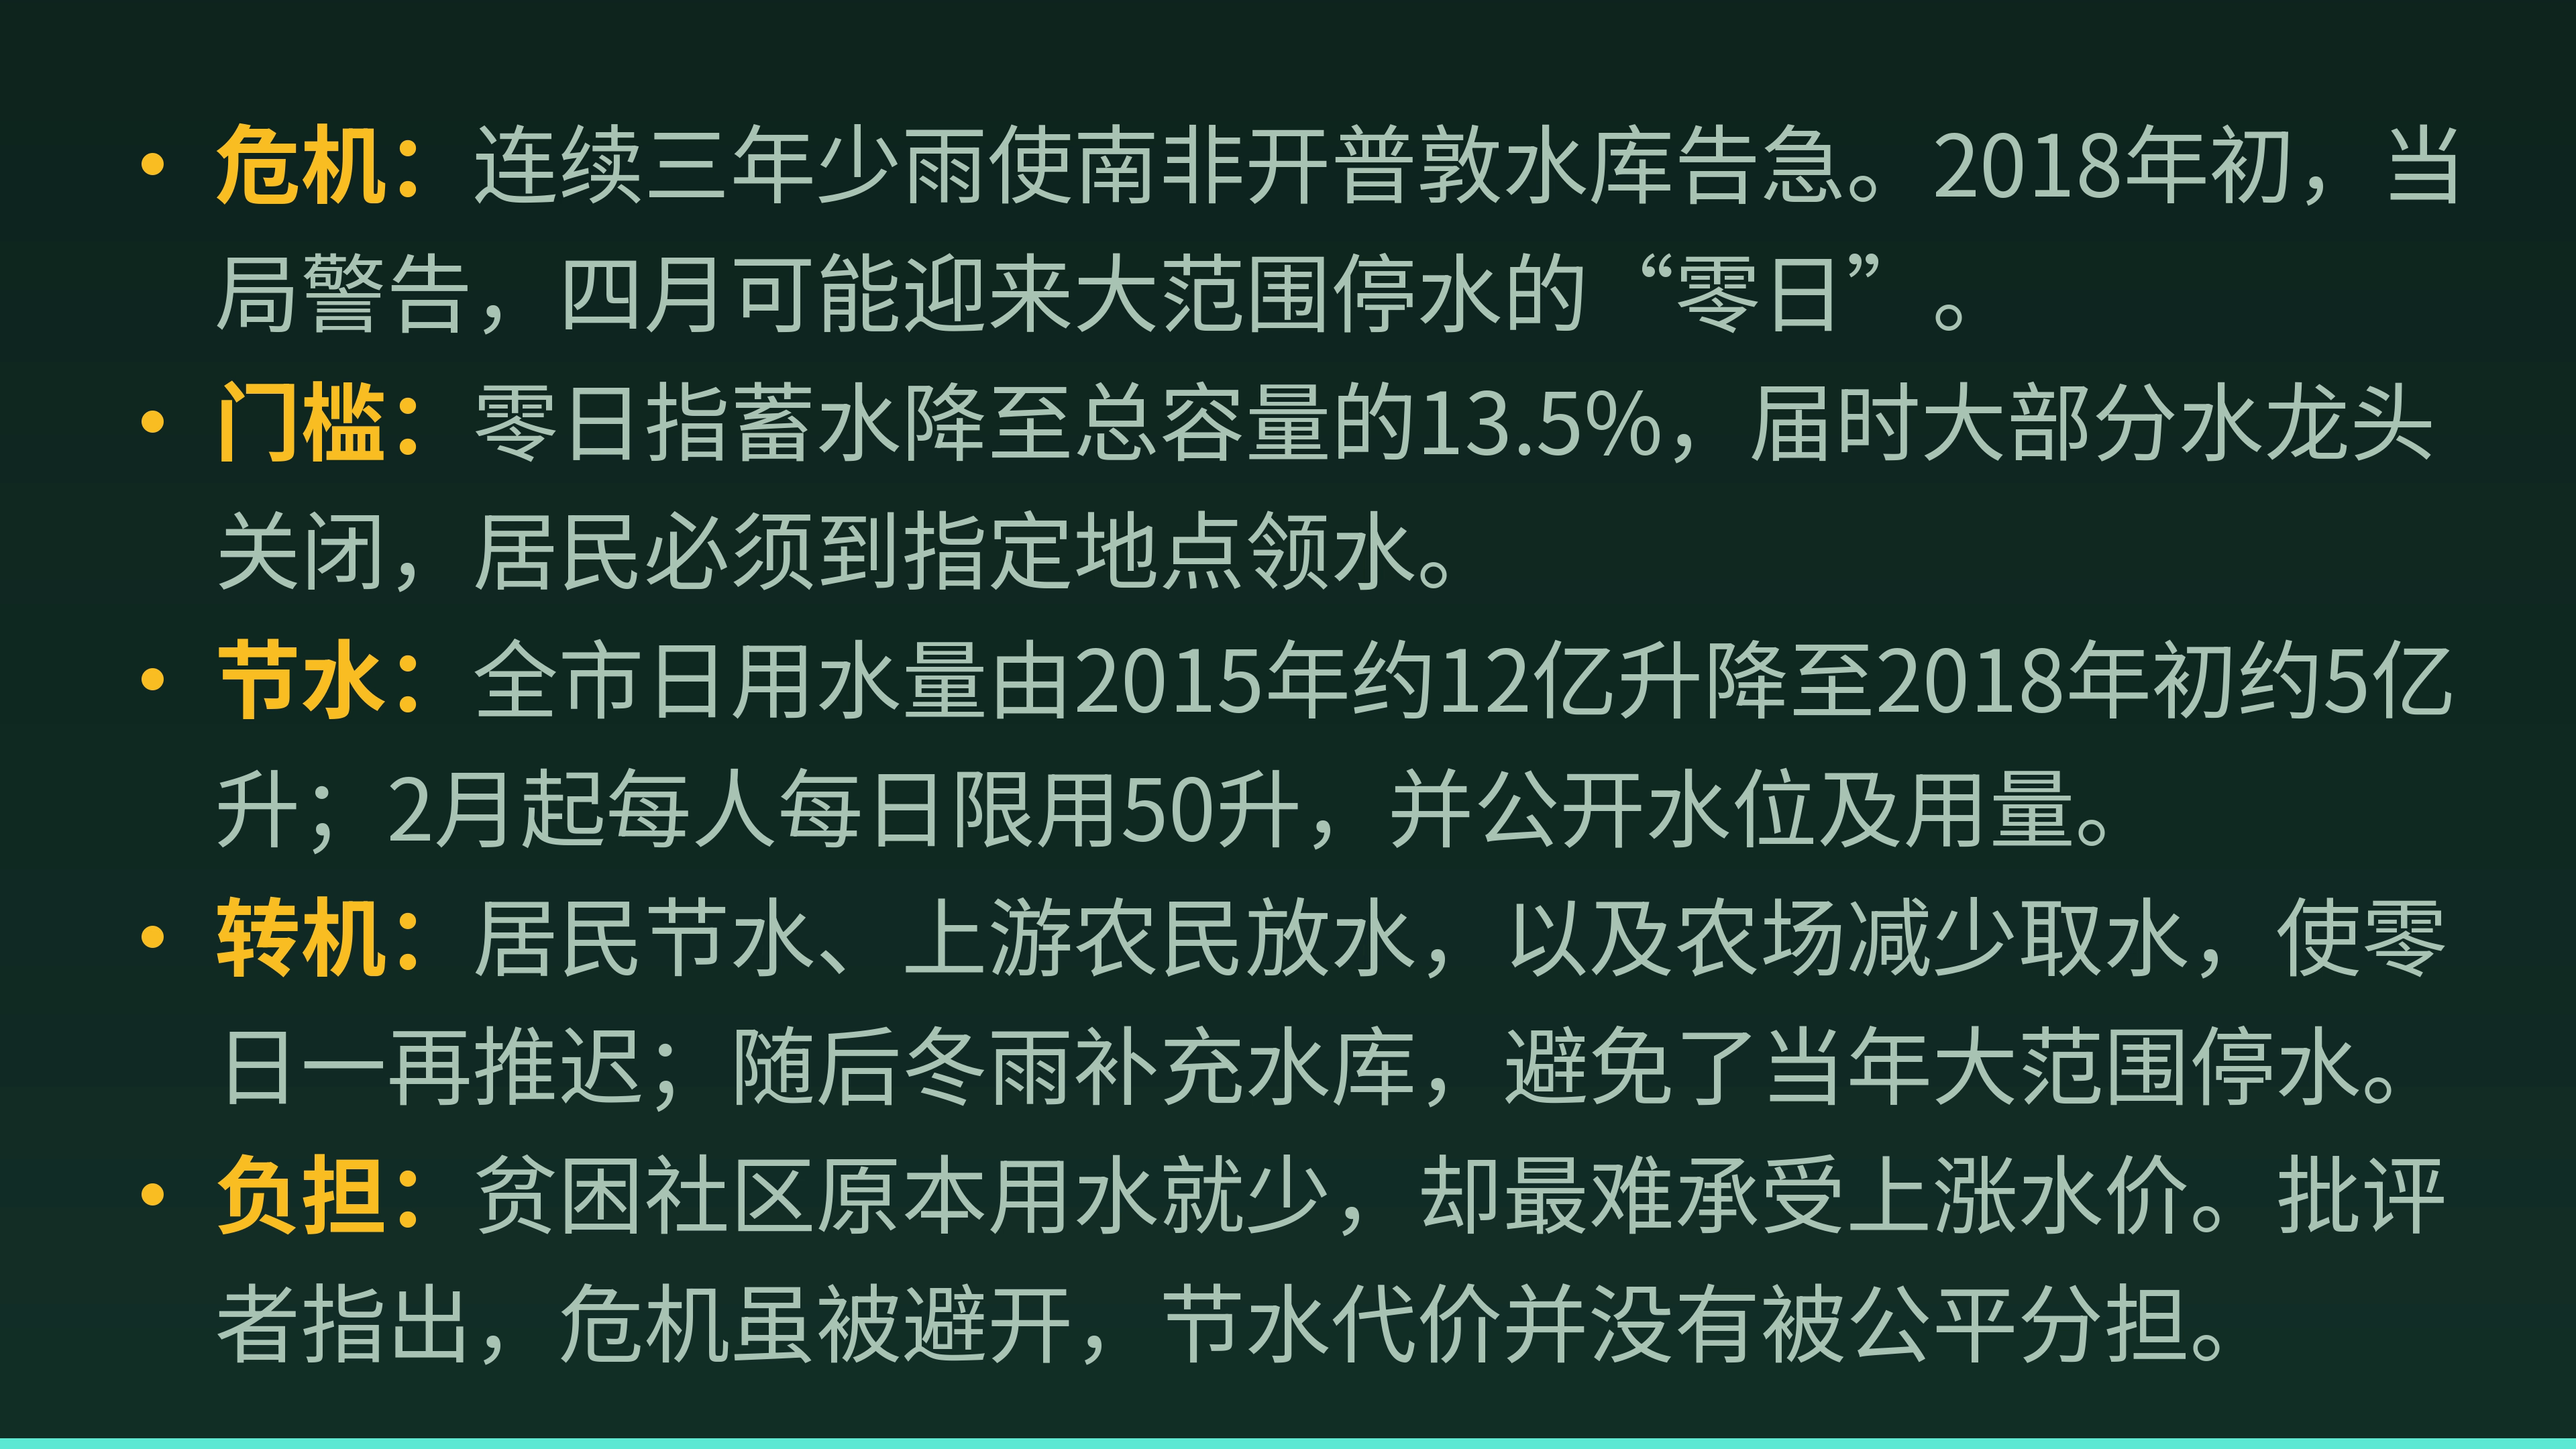 • 危机：连续三年少雨使南非开普敦水库告急。2018年初，当
局警告，四月可能迎来大范围停水的“零日”。
• 门槛：零日指蓄水降至总容量的13.5%，届时大部分水龙头
关闭，居民必须到指定地点领水。
• 节水：全市日用水量由2015年约12亿升降至2018年初约5亿
升；2月起每人每日限用50升，并公开水位及用量。
• 转机：居民节水、上游农民放水，以及农场减少取水，使零
日一再推迟；随后冬雨补充水库，避免了当年大范围停水。
• 负担：贫困社区原本用水就少，却最难承受上涨水价。批评
者指出，危机虽被避开，节水代价并没有被公平分担。